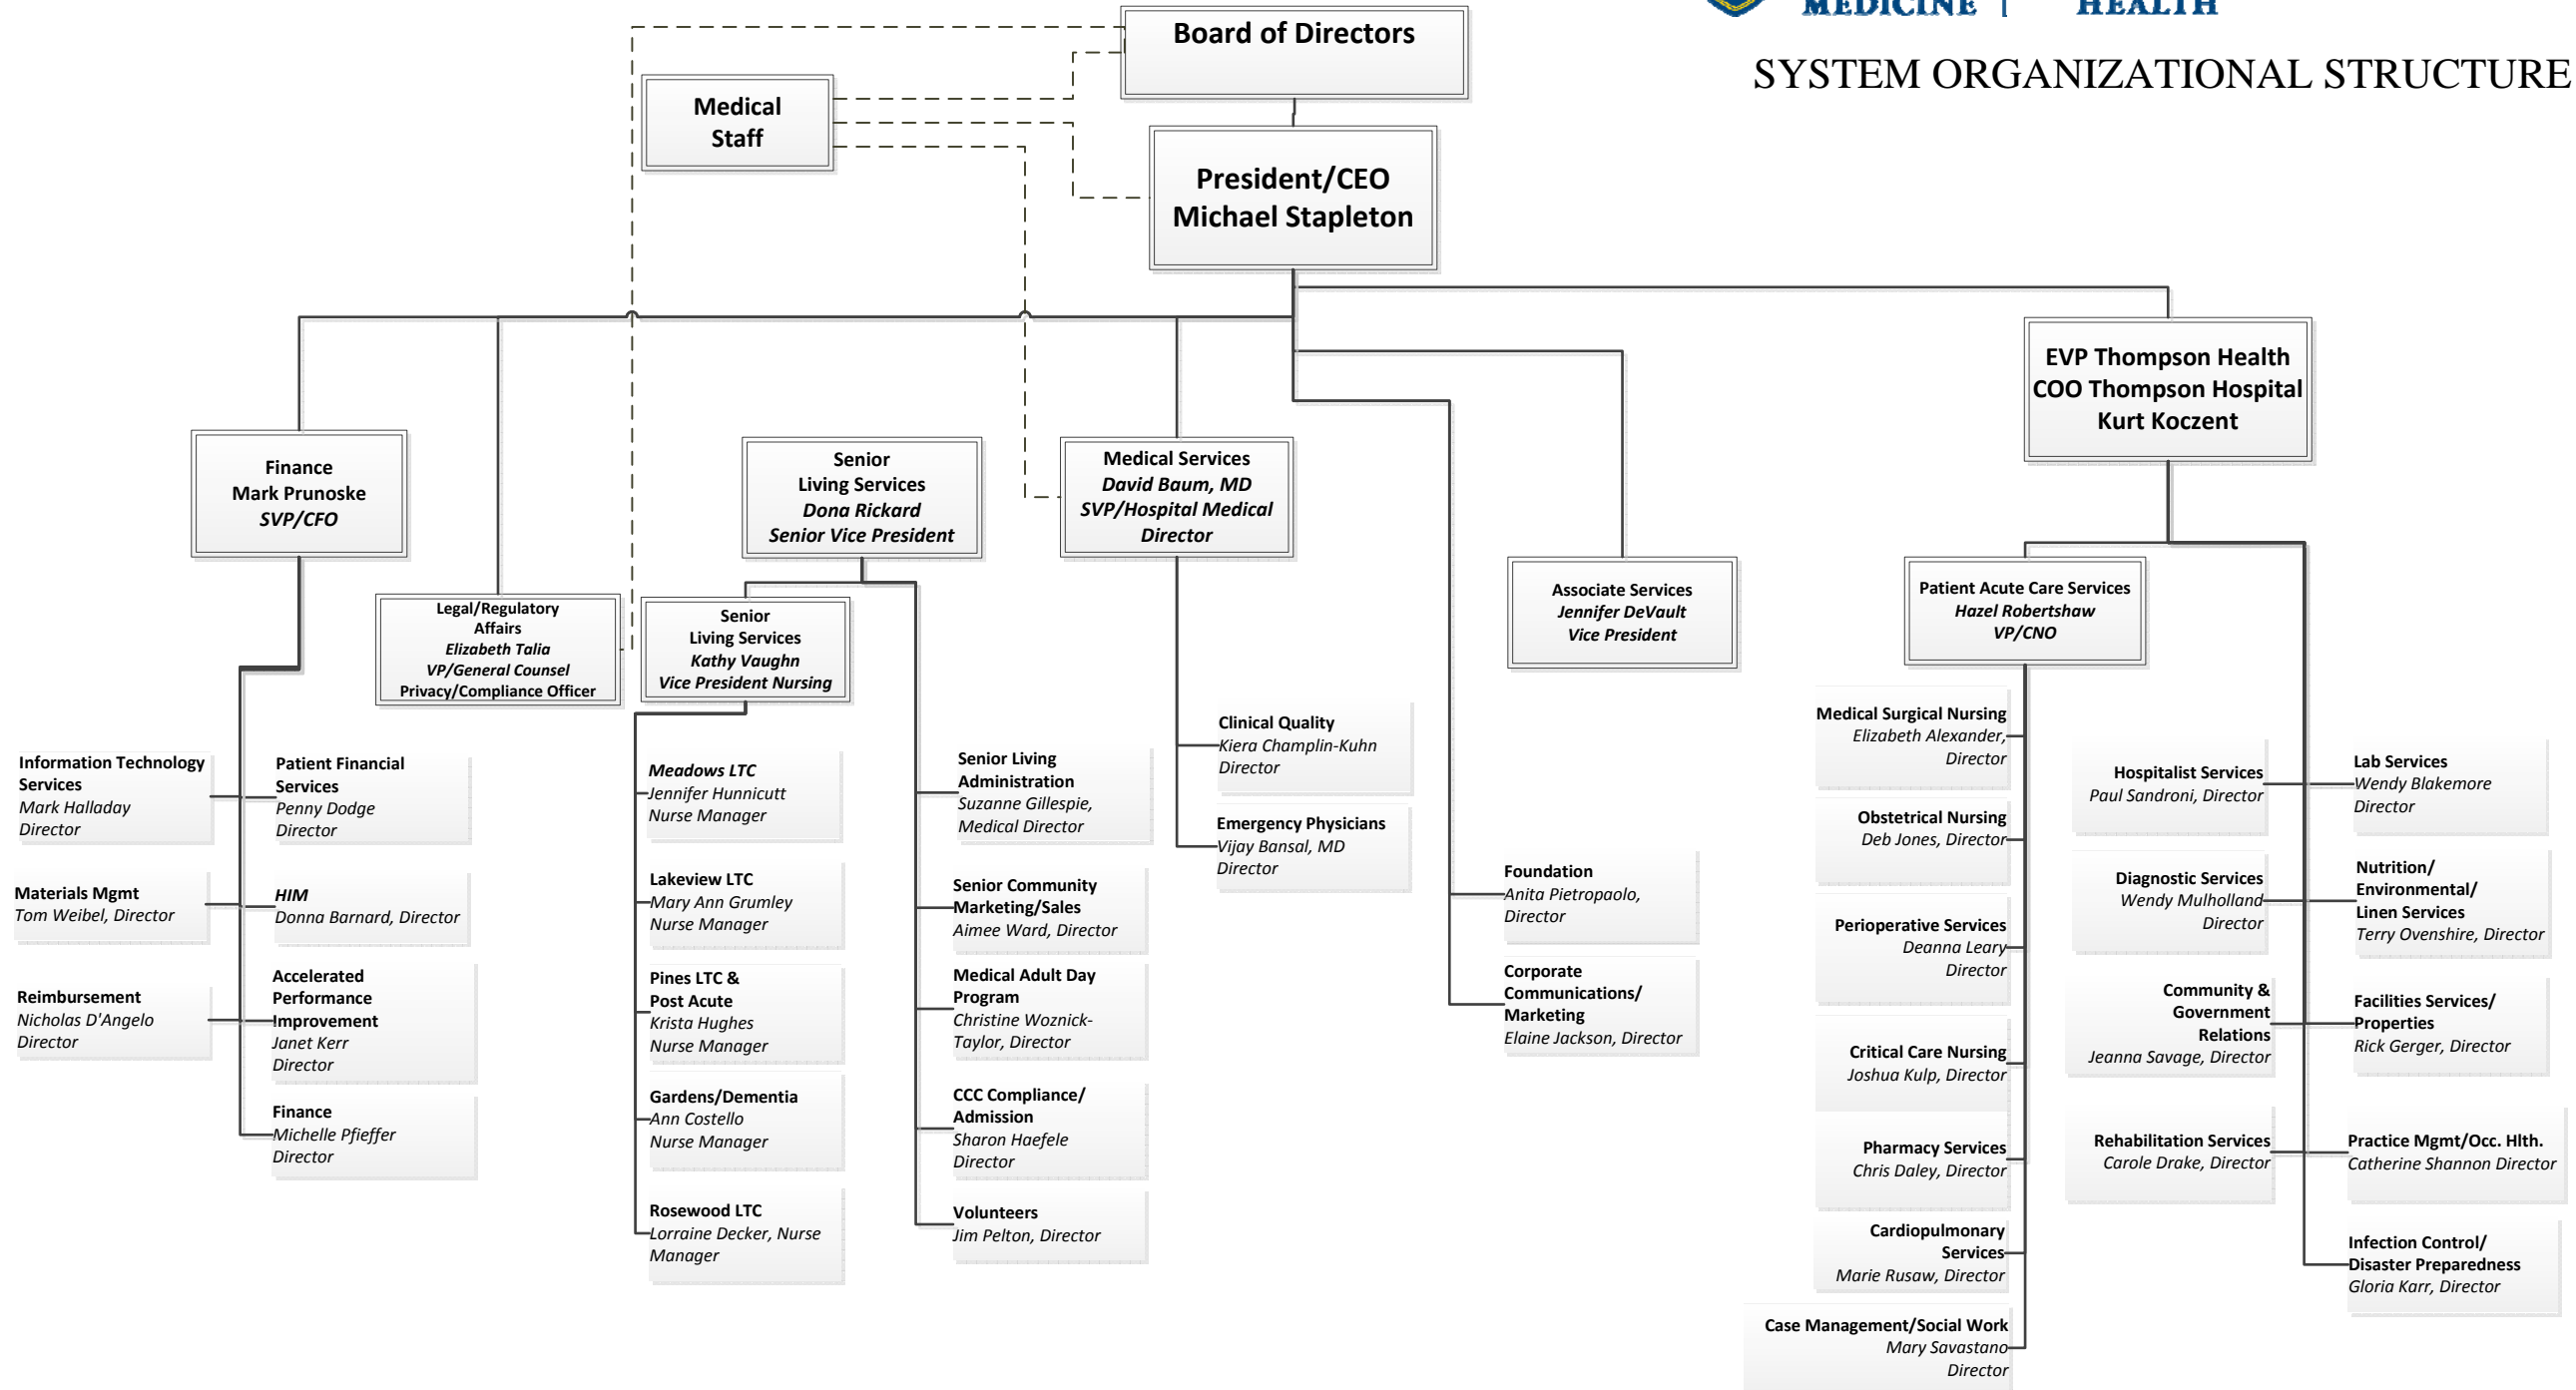 MEDICINE | HEALTH
SYSTEM ORGANIZATIONAL STRUCTURE
Board of Directors
Medical
Staff
President/CEO
Michael Stapleton
EVP Thompson Health
COO Thompson Hospital
Kurt Koczent
Finance
Mark Prunoske
SVP/CFO
Legal/Regulatory
Affairs
Elizabeth Talia
VP/General Counsel
Privacy/Compliance Officer
Senior
Living Services
Dona Rickard
Senior Vice President
Senior
Living Services
Kathy Vaughn
Vice President Nursing
Medical Services
David Baum, MD
SVP/Hospital Medical
Director
Associate Services
Jennifer DeVault
Vice President
Patient Acute Care Services
Hazel Robertshaw
VP/CNO
Information Technology
Services
Mark Halladay
Director
Materials Mgmt
Tom Weibel, Director
Reimbursement
Nicholas D'Angelo
Director
Patient Financial
Services
Penny Dodge
Director
HIM
Donna Barnard, Director
Accelerated
Performance
Improvement
Janet Kerr
Director
Finance
Michelle Pfieffer
Director
Meadows LTC
Jennifer Hunnicutt
Nurse Manager
Lakeview LTC
Mary Ann Grumley
Nurse Manager
Pines LTC &
Post Acute
Krista Hughes
Nurse Manager
Gardens/Dementia
Ann Costello
Nurse Manager
Rosewood LTC
Lorraine Decker, Nurse
Manager
Senior Living
Administration
Suzanne Gillespie,
Medical Director
Senior Community
Marketing/Sales
Aimee Ward, Director
Medical Adult Day
Program
Christine Woznick-
Taylor, Director
CCC Compliance/
Admission
Sharon Haefele
Director
Volunteers
Jim Pelton, Director
Clinical Quality
Kiera Champlin-Kuhn
Director
Emergency Physicians
Vijay Bansal, MD
Director
Foundation
Anita Pietropaolo,
Director
Corporate
Communications/
Marketing
Elaine Jackson, Director
Medical Surgical Nursing
Elizabeth Alexander,
Director
Obstetrical Nursing
Deb Jones, Director
Perioperative Services
Deanna Leary
Director
Critical Care Nursing
Joshua Kulp, Director
Pharmacy Services
Chris Daley, Director
Cardiopulmonary
Services
Marie Rusaw, Director
Case Management/Social Work
Mary Savastano
Director
Hospitalist Services
Paul Sandroni, Director
Diagnostic Services
Wendy Mulholland
Director
Community &
Government
Relations
Jeanna Savage, Director
Rehabilitation Services
Carole Drake, Director
Lab Services
Wendy Blakemore
Director
Nutrition/
Environmental/
Linen Services
Terry Ovenshire, Director
Facilities Services/
Properties
Rick Gerger, Director
Practice Mgmt/Occ. Hlth.
Catherine Shannon Director
Infection Control/
Disaster Preparedness
Gloria Karr, Director